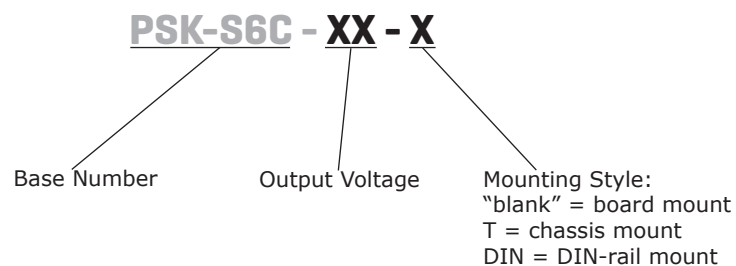 PSK-S6C - XX - X
Base Number
Output Voltage
Mounting Style:
“blank” = board mount
T = chassis mount
DIN = DIN-rail mount